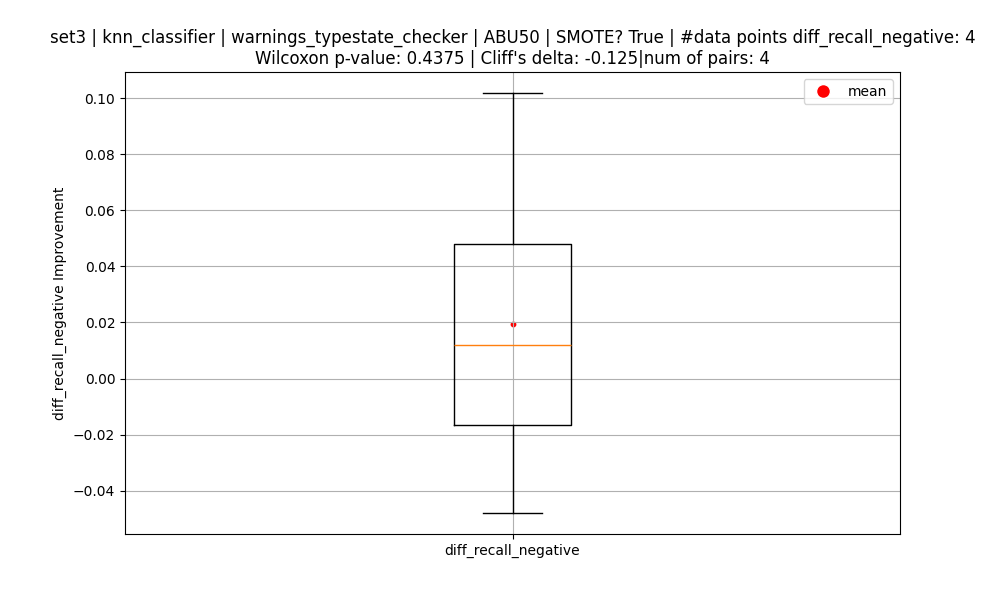 set3 | knn_classifier | warnings_typestate_checker | ABU50 | SMOTE? True | #data points diff_recall_negative: 4
Wilcoxon p-value: 0.4375 | Cliff's delta: -0.125|num of pairs: 4
mean
0.10
0.08
0.06
0.04
0.02
0.00
−0.02
−0.04
diff_recall_negative Improvement
diff_recall_negative